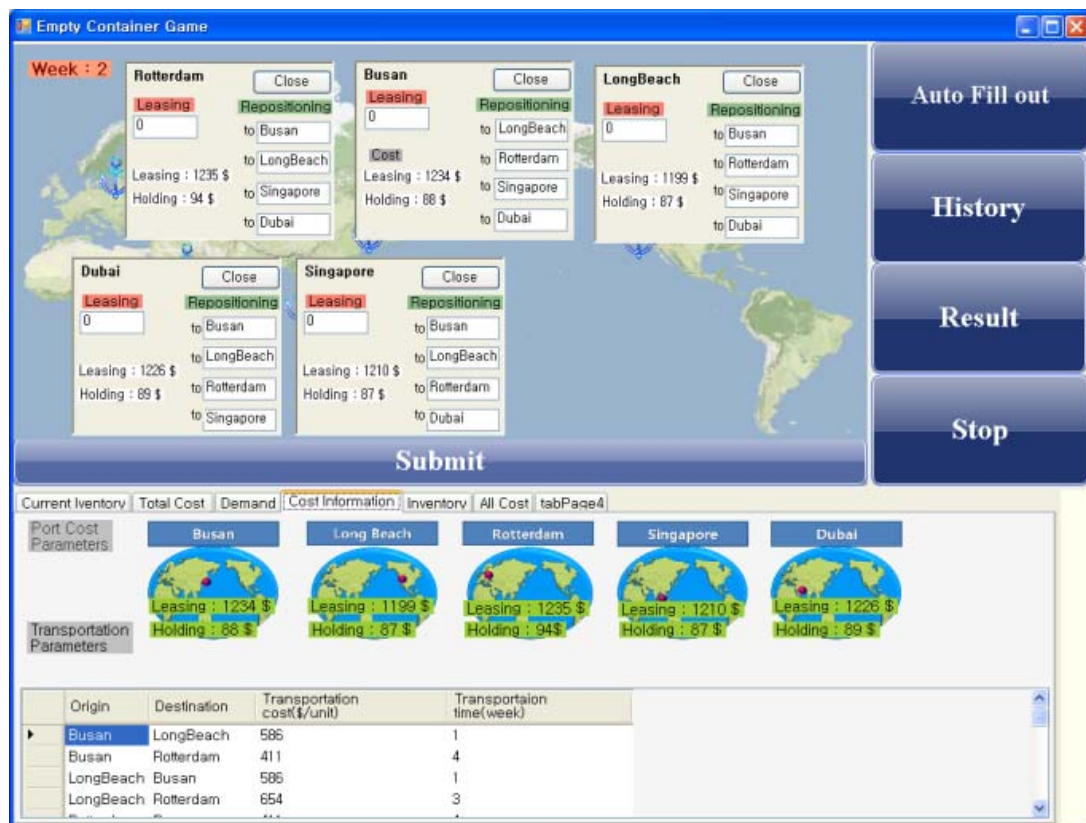 Empty Container Game
Week : 2
Rotterdam
Close
Leasing
Repositioning
0
to Busan
to LongBeach
Leasing : 1235 $
Holding : 94 $
to Singapore
to Dubai
Busan
Close
Leasing
Repositioning
0
to LongBeach
Cost
to Rotterdam
Leasing : 1234 $
to Singapore
Holding : 88 $
to Dubai
LongBeach
Close
Leasing
Repositioning
0
to Busan
to Rotterdam
Leasing : 1199 $
to Singapore
Holding : 87 $
to Dubai
Dubai
Close
Leasing
Repositioning
0
to Busan
to LongBeach
Leasing : 1226 $
to Rotterdam
Holding : 89 $
to Singapore
Singapore
Close
Leasing
Repositioning
0
to Busan
to LongBeach
Leasing : 1210 $
to Rotterdam
Holding : 87 $
to Dubai
Auto Fill out
History
Result
Stop
Submit
Current Iventory Total Cost Demand Cost Information Inventory All Cost tabPage4
Port Cost
Parameters
Busan Long Beach Rotterdam Singapore Dubai
Leasing : 1234 $ Leasing : 1199 $ Leasing : 1235 $ Leasing : 1210 $ Leasing : 1226 $
Holding : 88 $ Holding : 87 $ Holding : 94$ Holding : 87 $ Holding : 89 $
Transportation
Parameters
Origin Destination Transportation cost($/unit) Transportaion time(week)
Busan LongBeach 586 1
Busan Rotterdam 411 4
LongBeach Busan 586 1
LongBeach Rotterdam 654 3